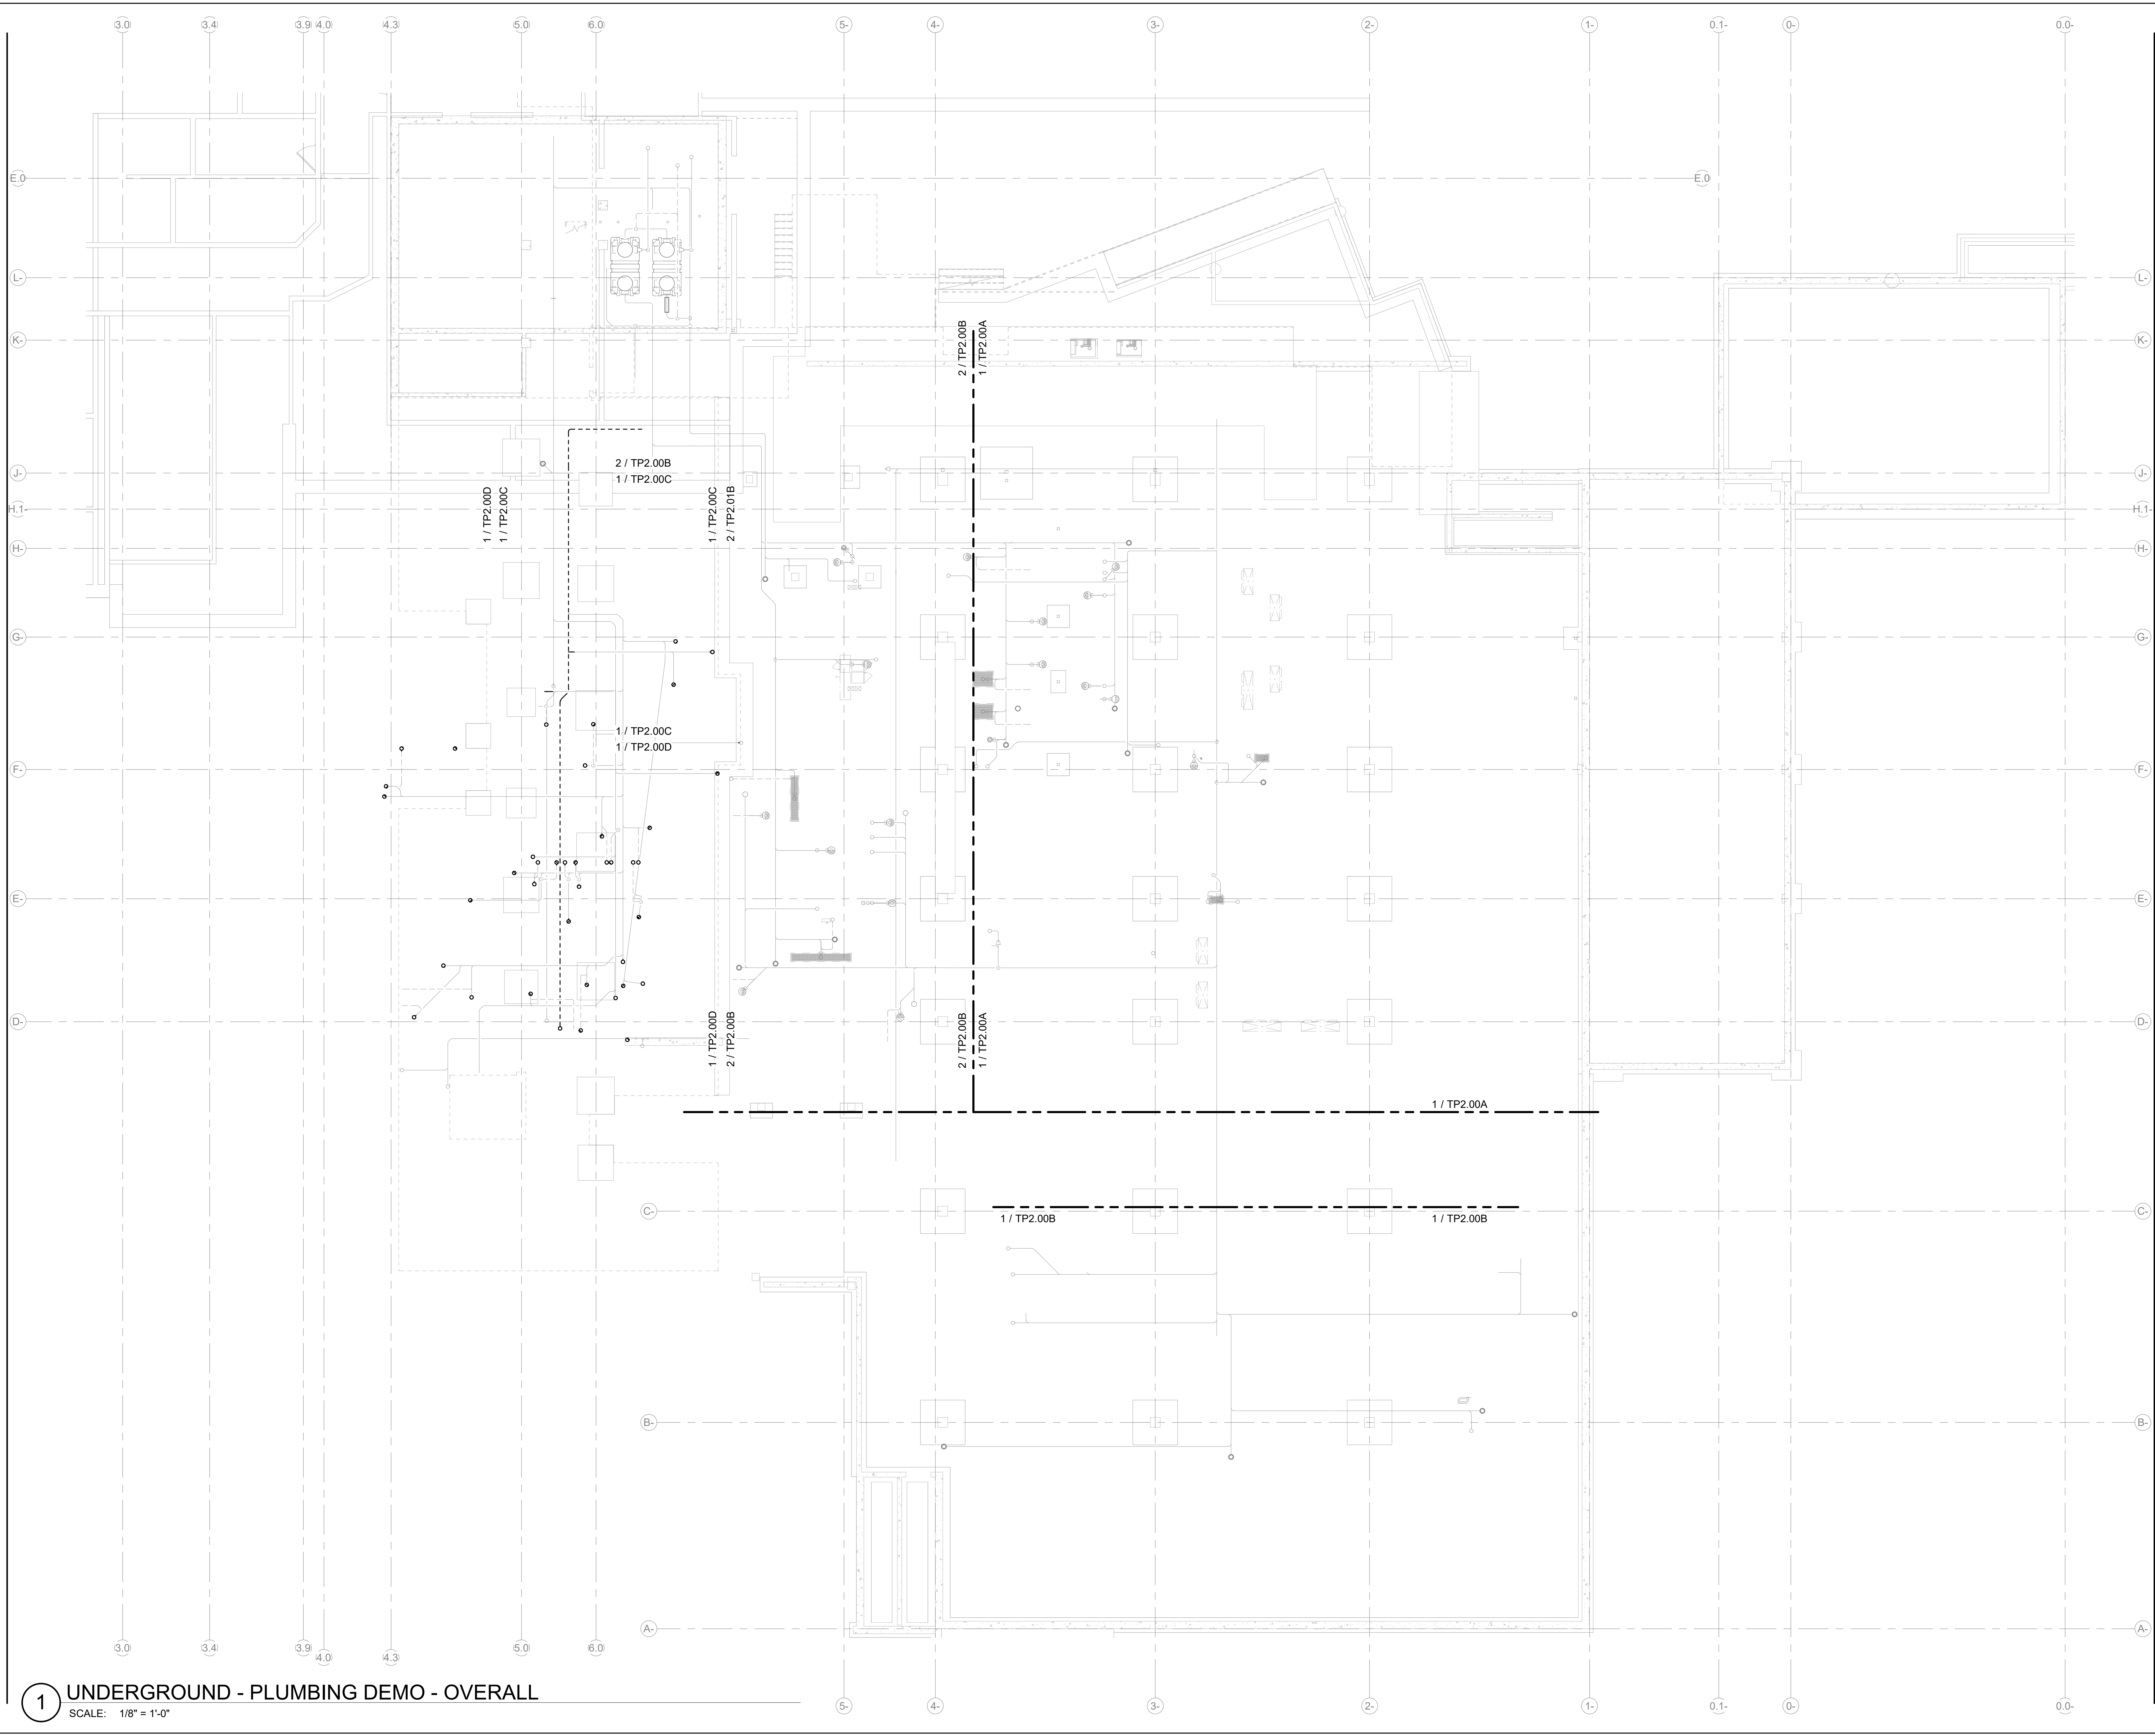 3.0 3.4 3.9 4.0 4.3 5.0 6.0 5- 4- 3- 2- 1- 0.1- 0- 0.0-
E.0 E.0
L- L-
K- K-
2 / TP2.00B
1 / TP2.00A
J- J-
2 / TP2.00B
1 / TP2.00C
1 / TP2.00D
1 / TP2.00C
1 / TP2.00C
2 / TP2.01B
H.1- H.1-
H- H-
G- G-
1 / TP2.00C
1 / TP2.00D
F- F-
E- E-
D- D-
1 / TP2.00D
2 / TP2.00B
2 / TP2.00B
1 / TP2.00A
1 / TP2.00A
C- C-
1 / TP2.00B
1 / TP2.00B
B- B-
A- A-
3.0 3.4 3.9 4.0 4.3 5.0 6.0
5- 4- 3- 2- 1- 0.1- 0- 0.0-
1 UNDERGROUND - PLUMBING DEMO - OVERALL
SCALE: 1/8" = 1'-0"